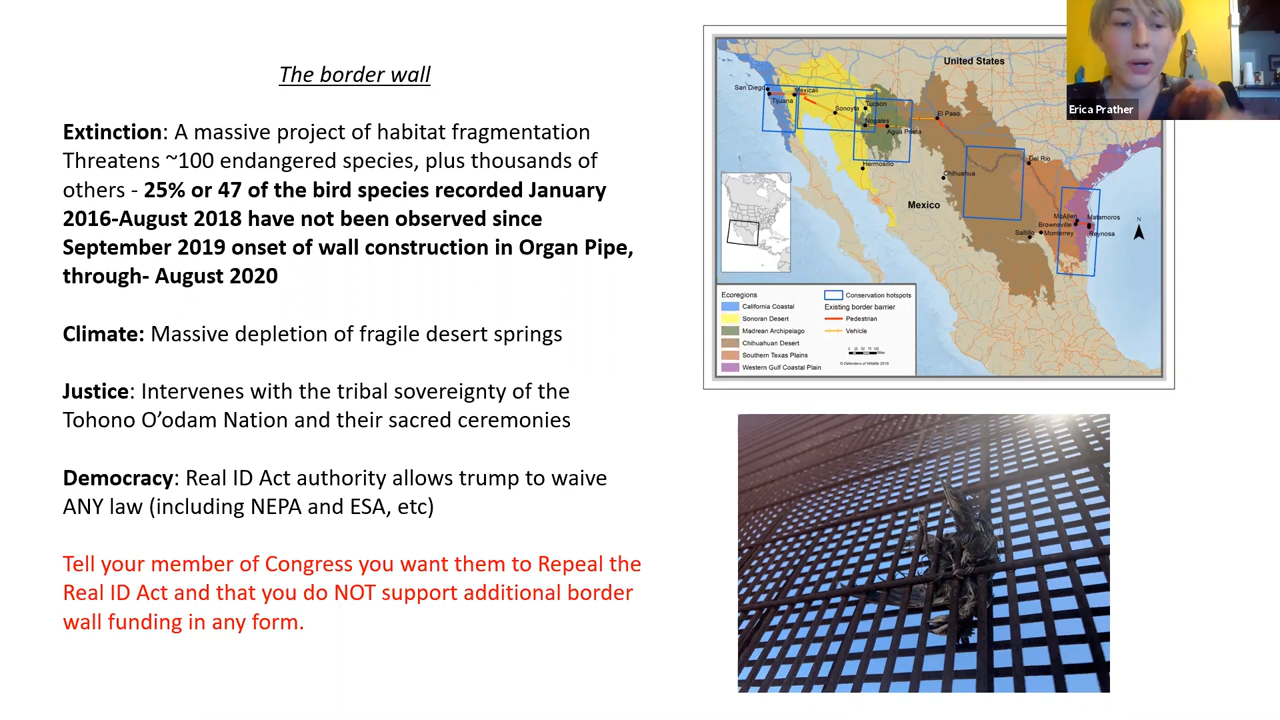 The border wall
Extinction: A massive project of habitat fragmentation
Threatens ~100 endangered species, plus thousands of
others - 25% or 47 of the bird species recorded January
2016-August 2018 have not been observed since
September 2019 onset of wall construction in Organ Pipe,
through- August 2020
Climate: Massive depletion of fragile desert springs
Justice: Intervenes with the tribal sovereignty of the
Tohono O’odam Nation and their sacred ceremonies
Democracy: Real ID Act authority allows trump to waive
ANY law (including NEPA and ESA, etc)
Tell your member of Congress you want them to Repeal the
Real ID Act and that you do NOT support additional border
wall funding in any form.
United States
San Diego
Mexicali
Tijuana
Sonoyta
Tucson
Nogales
Agua Prieta
El Paso
Hermosillo
Chihuahua
Del Rio
Mexico
McAllen
Matamoros
Brownsville
Reynosa
Saltillo
Monterrey
N
Ecoregions
California Coastal
Sonoran Desert
Madrean Archipelago
Chihuahuan Desert
Southern Texas Plains
Western Gulf Coastal Plain
Conservation hotspots
Existing border barrier
Pedestrian
Vehicle
© Defenders of Wildlife 2018
Erica Prather